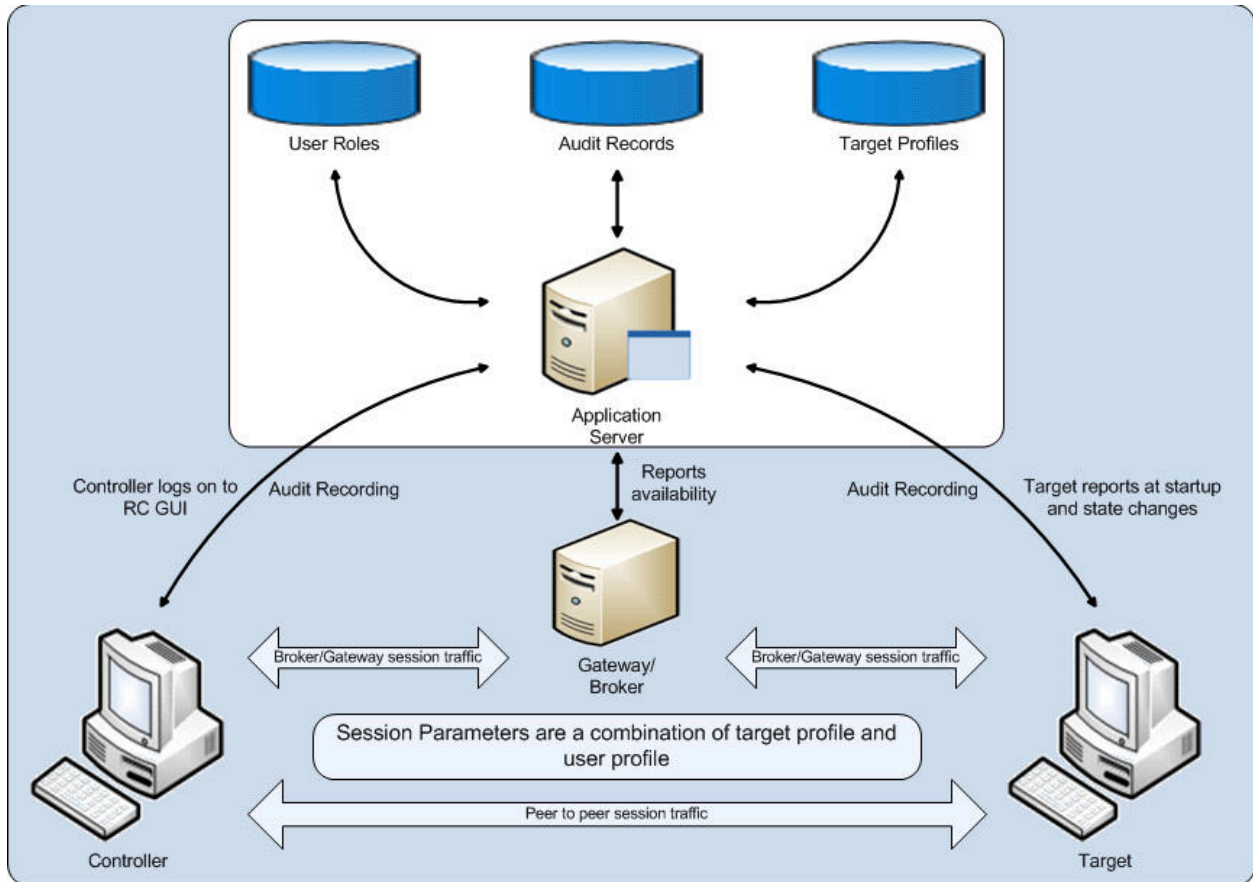 User Roles
Audit Records
Target Profiles
Application
Server
Controller logs on to
RC GUI
Audit Recording
Reports
availability
Audit Recording
Target reports at startup
and state changes
Broker/Gateway session traffic
Gateway/
Broker
Broker/Gateway session traffic
Session Parameters are a combination of target profile and
user profile
Peer to peer session traffic
Controller
Target